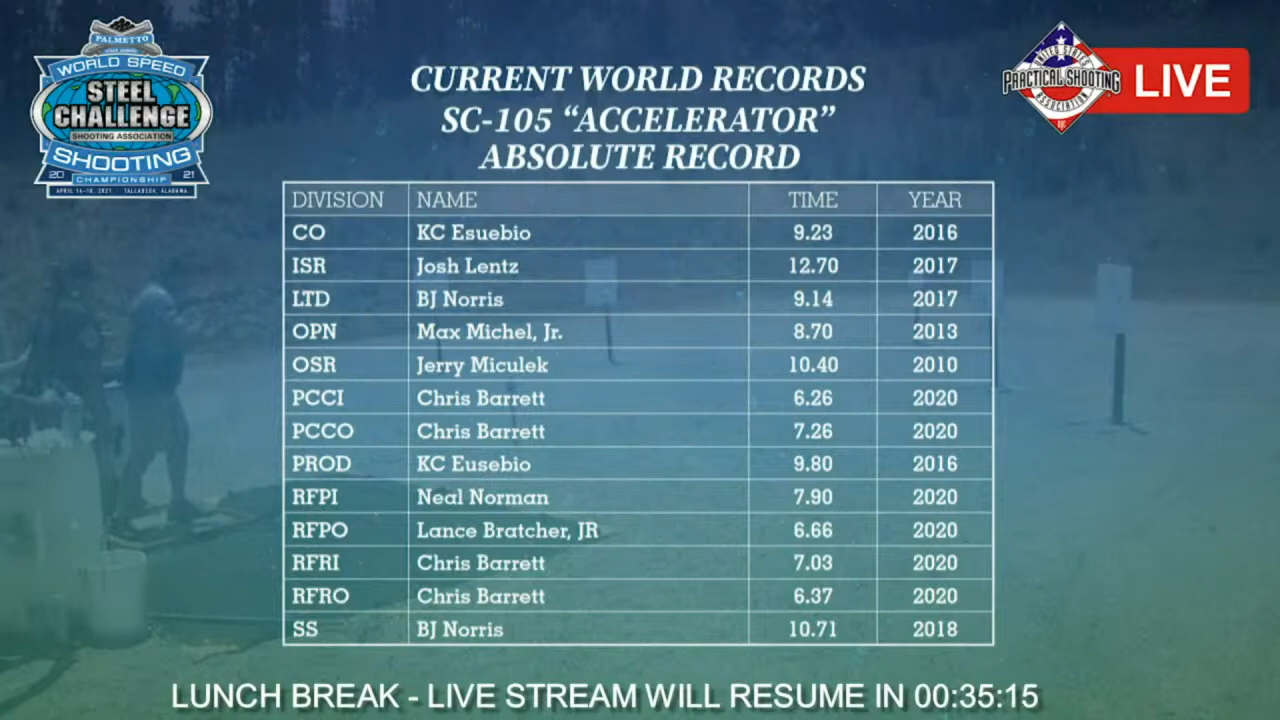 PALMETTO
WORLD SPEED
STEEL
CHALLENGE
SHOOTING ASSOCIATION
SHOOTING
20 21
CHAMPIONSHIP
CURRENT WORLD RECORDS
SC-105 “ACCELERATOR”
ABSOLUTE RECORD
UNITED STATES
PRACTICAL SHOOTING
ASSOCIATION
LIVE
DIVISION NAME TIME YEAR
CO KC Esuebio 9.23 2016
ISR Josh Lentz 12.70 2017
LTD BJ Norris 9.14 2017
OPN Max Michel, Jr. 8.70 2013
OSR Jerry Miculek 10.40 2010
PCCI Chris Barrett 6.26 2020
PCCO Chris Barrett 7.26 2020
PROD KC Eusebio 9.80 2016
RFPI Neal Norman 7.90 2020
RFPO Lance Bratcher, JR 6.66 2020
RFRI Chris Barrett 7.03 2020
RFRO Chris Barrett 6.37 2020
SS BJ Norris 10.71 2018
LUNCH BREAK - LIVE STREAM WILL RESUME IN 00:35:15